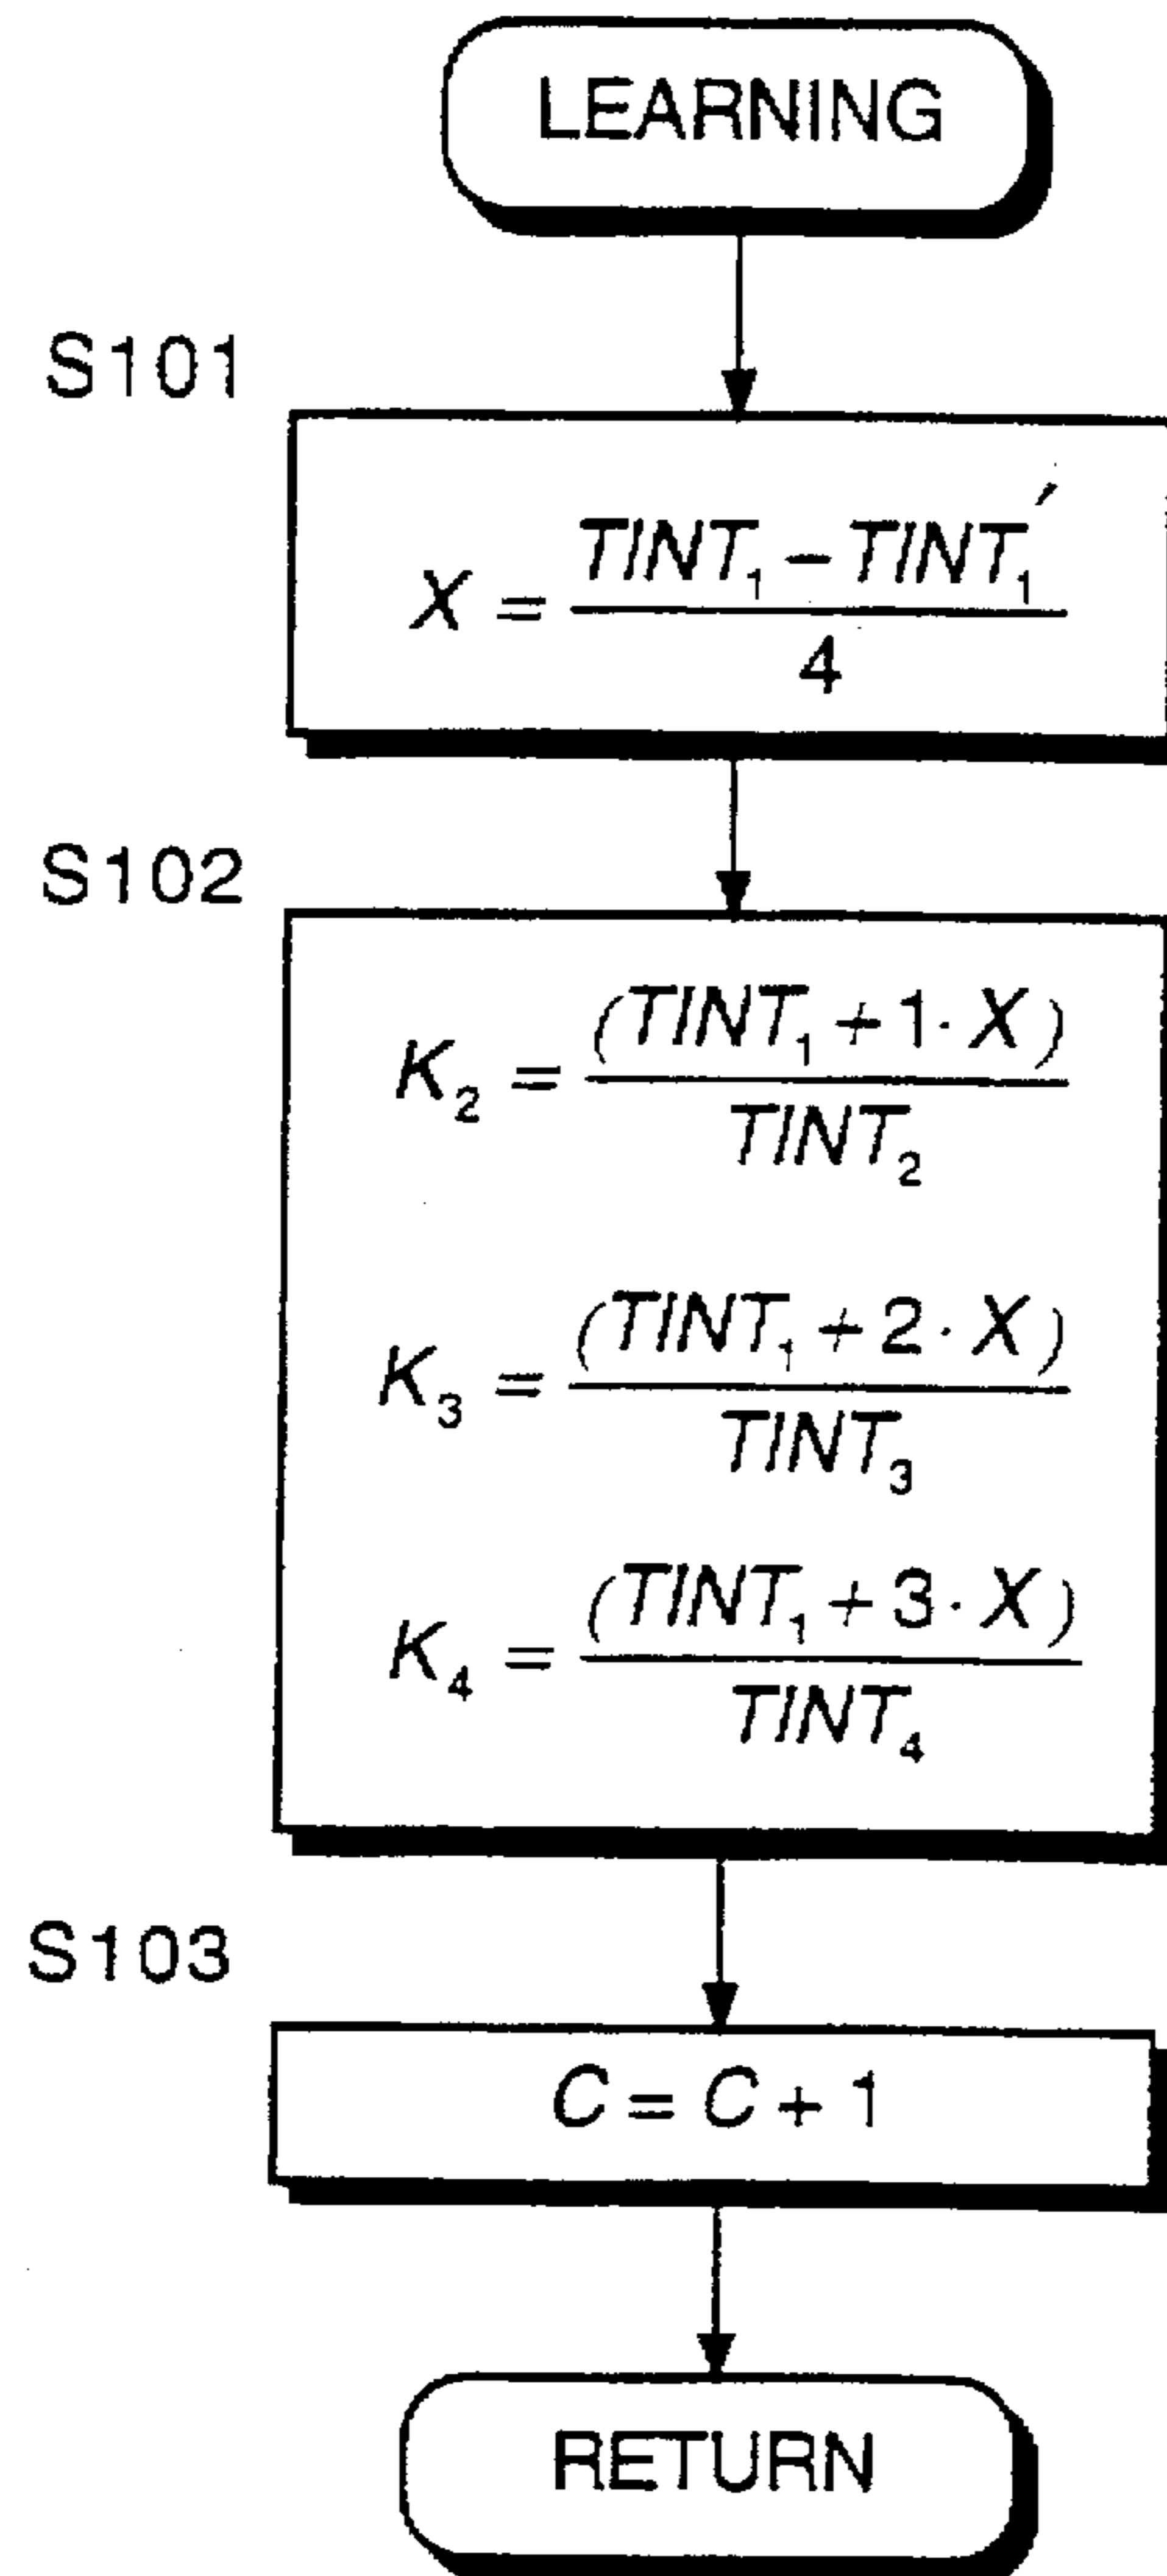 LEARNING
S101
X = (TINT₁ − TINT₁′) / 4
S102
K₂ = (TINT₁ + 1 · X) / TINT₂
K₃ = (TINT₁ + 2 · X) / TINT₃
K₄ = (TINT₁ + 3 · X) / TINT₄
S103
C = C + 1
RETURN